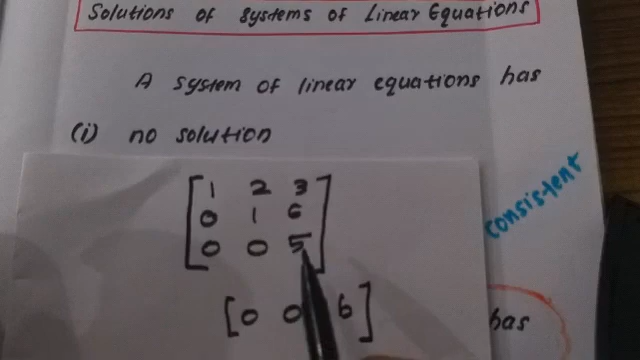 Solutions of Systems of Linear Equations
A system of linear equations has
(i) no solution
1 2 3
0 1 6
0 0 5
consistent
[0 0 6]
has